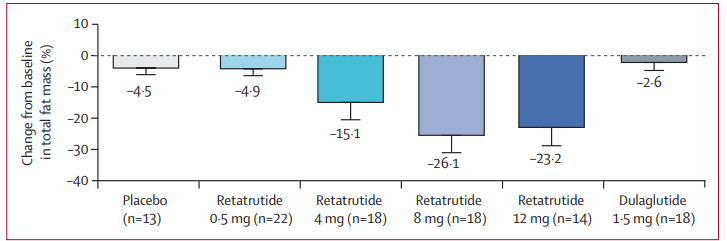 Change from baseline
in total fat mass (%)
10
0
−10
−20
−30
−40
−4·5
−4·9
−15·1
−26·1
−23·2
−2·6
Placebo
(n=13)
Retatrutide
0·5 mg (n=22)
Retatrutide
4 mg (n=18)
Retatrutide
8 mg (n=18)
Retatrutide
12 mg (n=14)
Dulaglutide
1·5 mg (n=18)